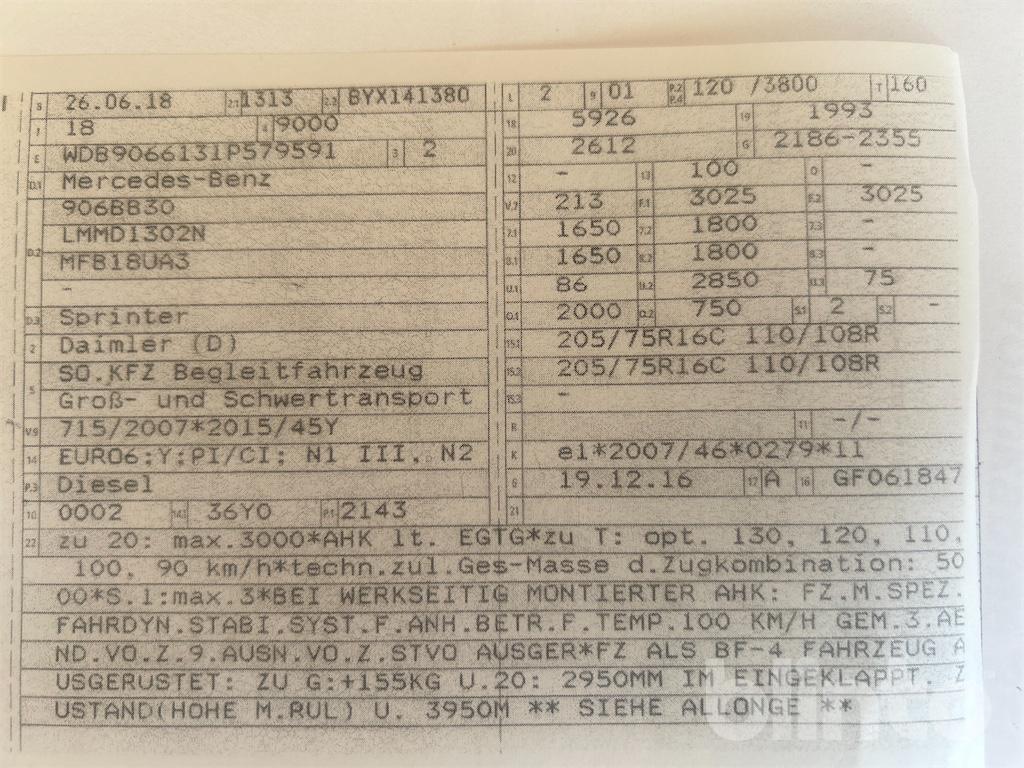 B 26.06.18 2.1 1313 2.2 BYX141380
J 18 4 9000
E WDB9066131P579591 3 2
D.1 Mercedes-Benz
906BB30
D.2 LMMD1302N
MFB18UA3
-
D.3 Sprinter
2 Daimler (D)
5 SO.KFZ Begleitfahrzeug
Groß- und Schwertransport
V.9 715/2007*2015/45Y
14 EURO6;Y;PI/CI; N1 III, N2
P.3 Diesel
10 0002 14.1 36Y0 P.1 2143
L 2 9 01 P.2 P.4 120 /3800 T 160
18 5926 19 1993
20 2612 G 2186-2355
12 - 13 100 Q -
V.7 213 F.1 3025 F.2 3025
7.1 1650 7.2 1800 7.3 -
8.1 1650 8.2 1800 8.3 -
U.1 86 U.2 2850 U.3 75
O.1 2000 O.2 750 S.1 2 S.2 -
15.1 205/75R16C 110/108R
15.2 205/75R16C 110/108R
15.3 -
R 11 -/-
K e1*2007/46*0279*11
6 19.12.16 17 A 16 GF061847
21
22 zu 20: max.3000*AHK lt. EGTG*zu T: opt. 130, 120, 110,
100, 90 km/h*techn.zul.Ges-Masse d.Zugkombination: 50
00*S.1:max.3*BEI WERKSEITIG MONTIERTER AHK: FZ.M.SPEZ.
FAHRDYN.STABI.SYST.F.ANH.BETR.F.TEMP.100 KM/H GEM.3.AE
ND.VO.Z.9.AUSN.VO.Z.STVO AUSGER*FZ ALS BF-4 FAHRZEUG A
USGERUSTET: ZU G:+155KG U.20: 2950MM IM EINGEKLAPPT. Z
USTAND(HOHE M.RUL) U. 3950M ** SIEHE ALLONGE **
blinto